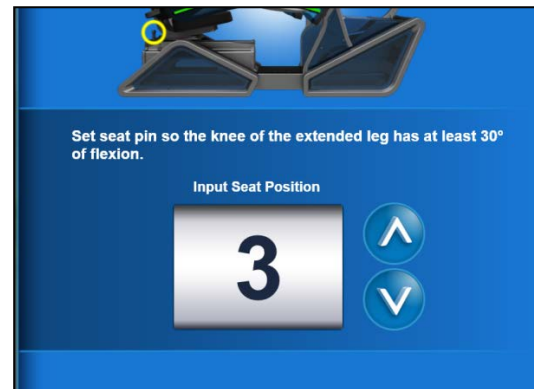 Set seat pin so the knee of the extended leg has at least 30°
of flexion.
Input Seat Position
3